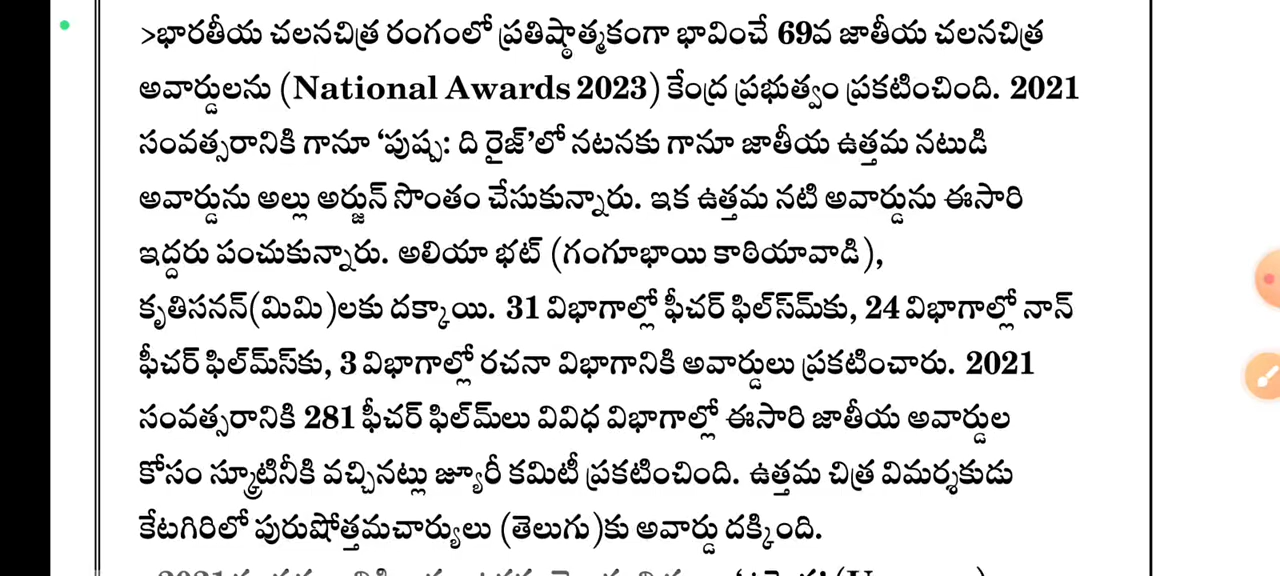 >భారతీయ చలనచిత్ర రంగంలో ప్రతిష్ఠాత్మకంగా భావించే 69వ జాతీయ చలనచిత్ర
అవార్డులను (National Awards 2023) కేంద్ర ప్రభుత్వం ప్రకటించింది. 2021
సంవత్సరానికి గానూ ‘పుష్ప: ది రైజ్’లో నటనకు గానూ జాతీయ ఉత్తమ నటుడి
అవార్డును అల్లు అర్జున్ సొంతం చేసుకున్నారు. ఇక ఉత్తమ నటి అవార్డును ఈసారి
ఇద్దరు పంచుకున్నారు. అలియా భట్ (గంగూభాయి కాఠియావాడి),
కృతిసనన్(మిమి)లకు దక్కాయి. 31 విభాగాల్లో ఫీచర్ ఫిల్స్మ్‌కు, 24 విభాగాల్లో నాన్
ఫీచర్ ఫిల్మ్స్‌కు, 3 విభాగాల్లో రచనా విభాగానికి అవార్డులు ప్రకటించారు. 2021
సంవత్సరానికి 281 ఫీచర్ ఫిల్మ్‌లు వివిధ విభాగాల్లో ఈసారి జాతీయ అవార్డుల
కోసం స్క్రూటినీకి వచ్చినట్లు జ్యూరీ కమిటీ ప్రకటించింది. ఉత్తమ చిత్ర విమర్శకుడు
కేటగిరిలో పురుషోత్తమచార్యులు (తెలుగు)కు అవార్డు దక్కింది.